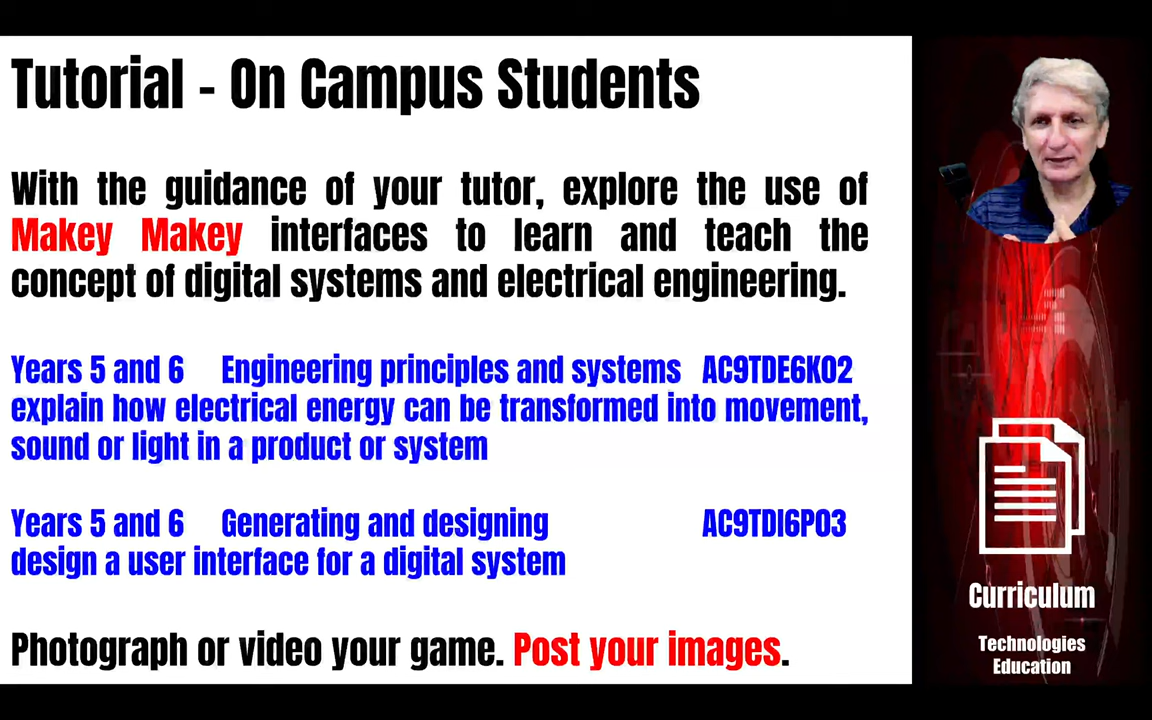 Tutorial - On Campus Students
With the guidance of your tutor, explore the use of
Makey Makey interfaces to learn and teach the
concept of digital systems and electrical engineering.
Years 5 and 6 Engineering principles and systems AC9TDE6K02
explain how electrical energy can be transformed into movement,
sound or light in a product or system
Years 5 and 6 Generating and designing AC9TDI6P03
design a user interface for a digital system
Photograph or video your game. Post your images.
Curriculum
Technologies
Education